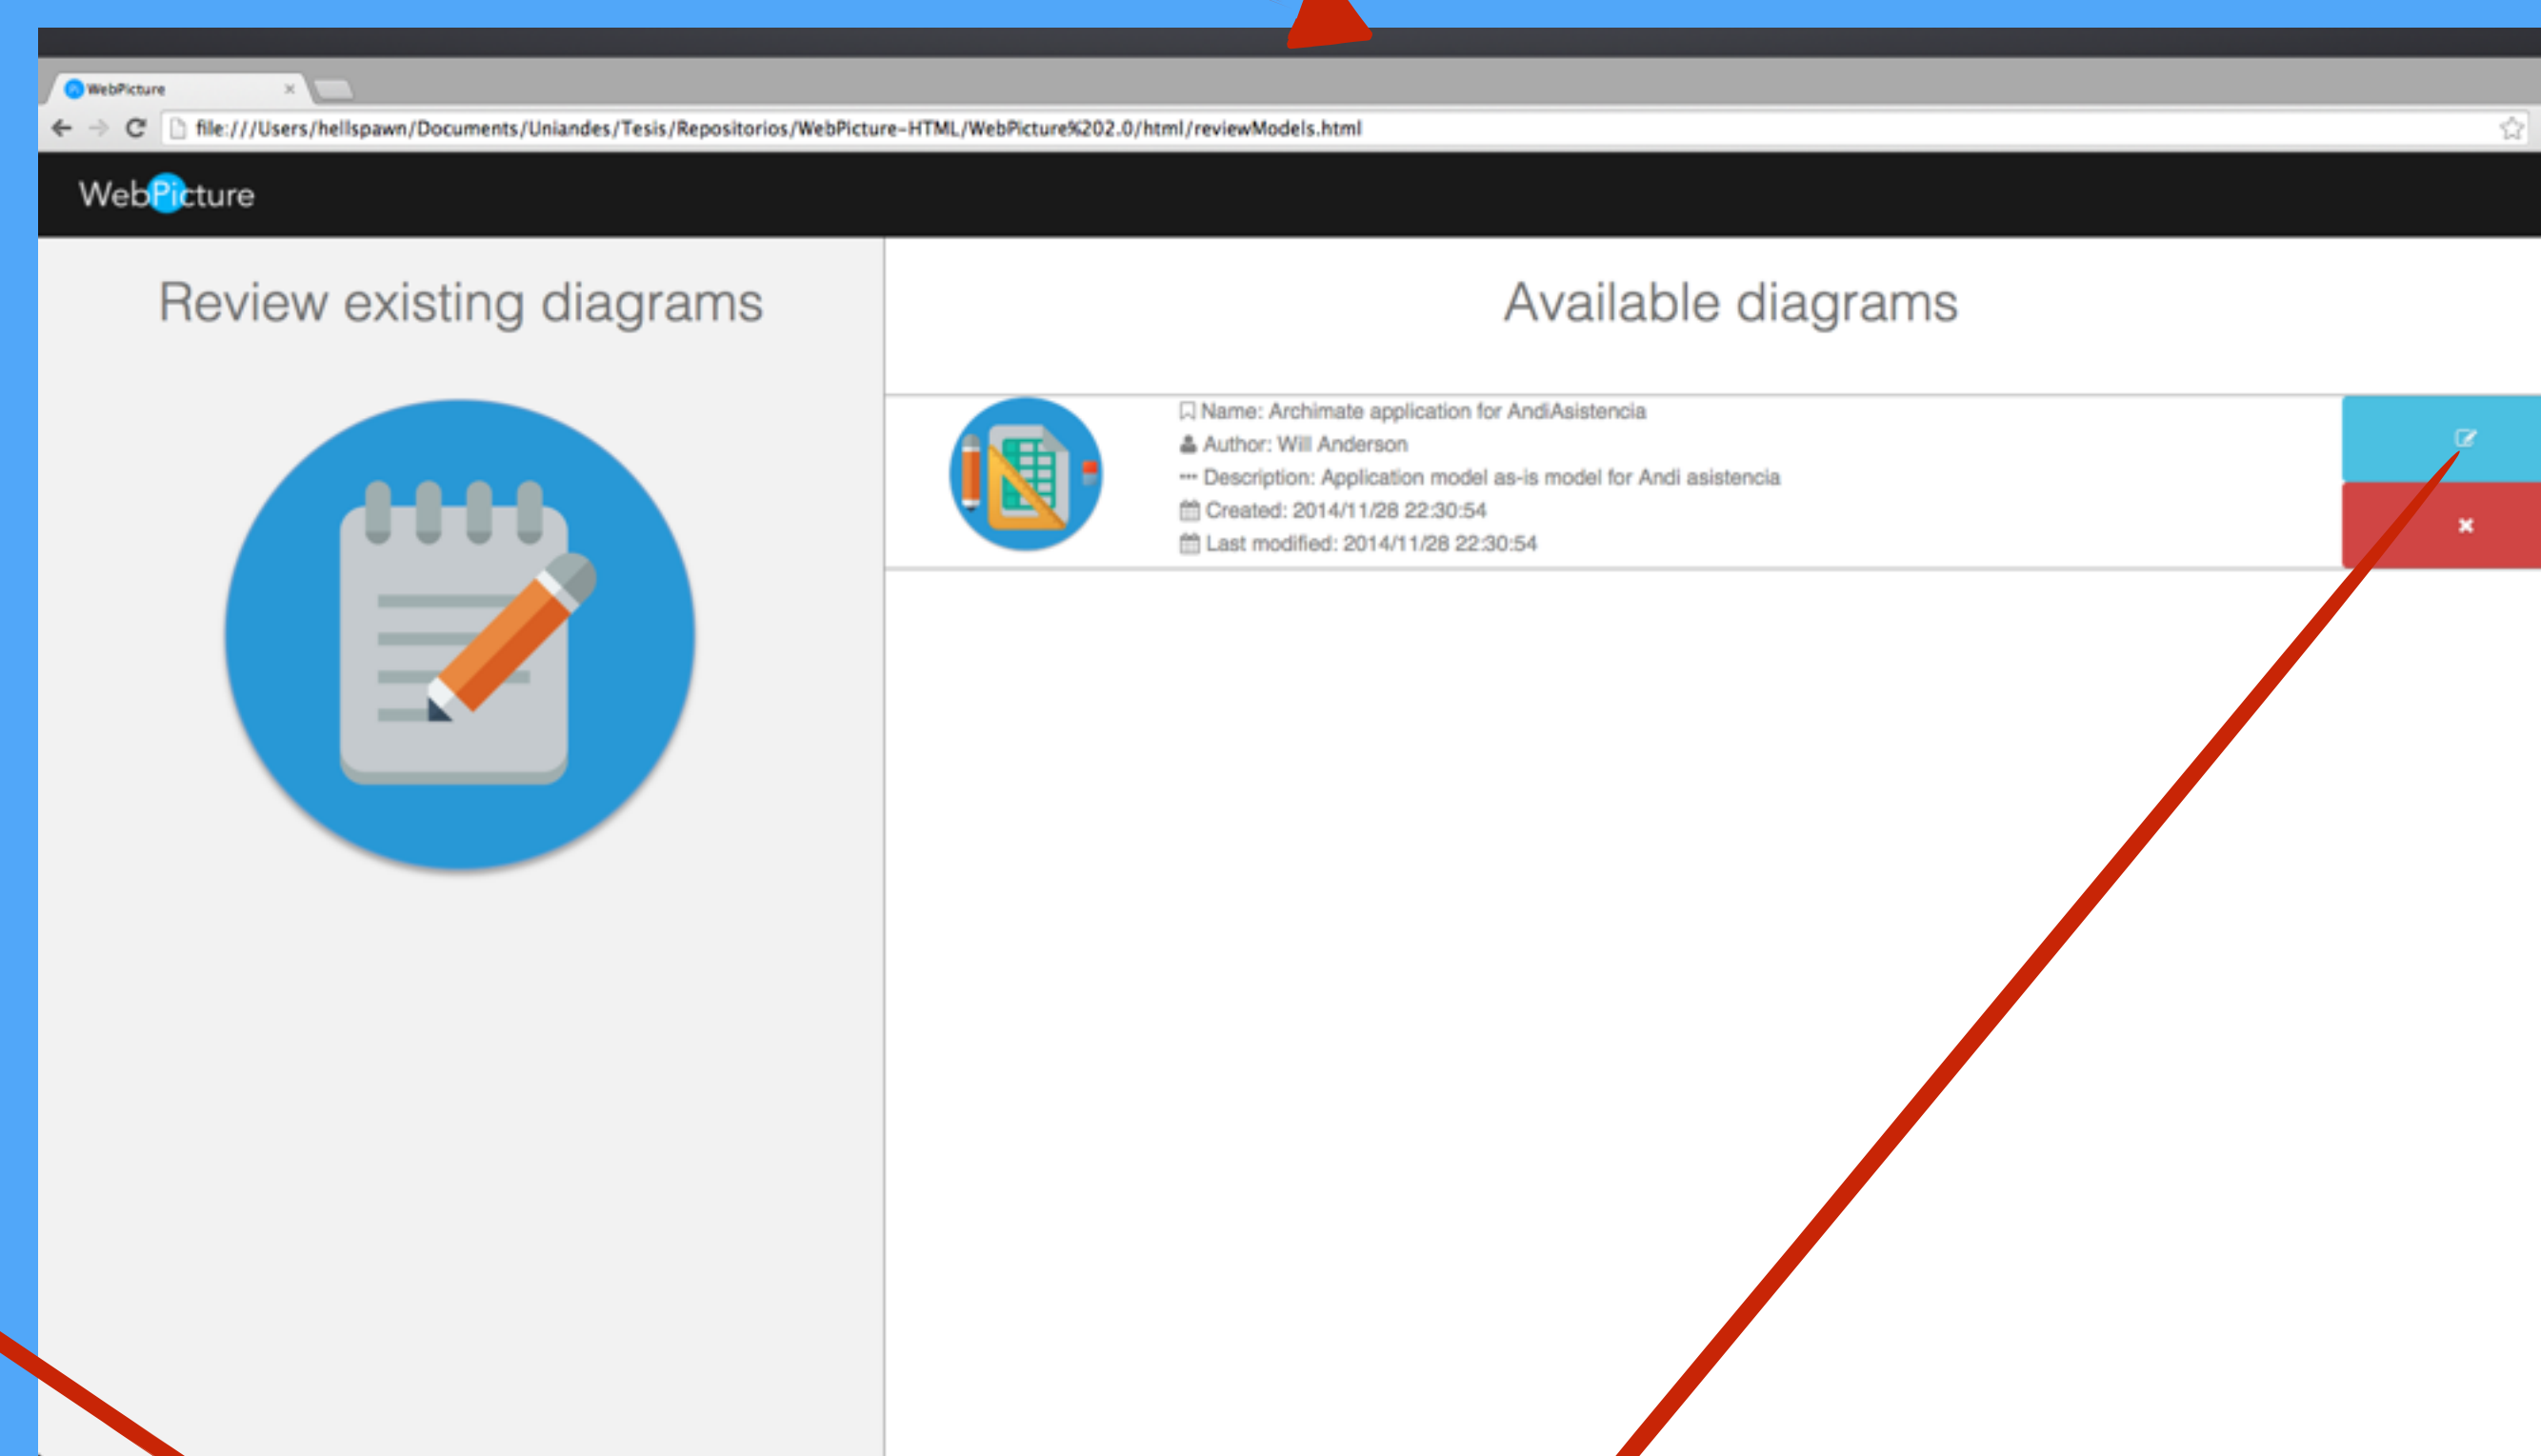 WebPicture
file:///Users/hellspawn/Documents/Uniandes/Tesis/Repositorios/WebPicture-HTML/WebPicture%202.0/html/reviewModels.html
WebPicture
Review existing diagrams
Available diagrams
Name: Archimate application for AndiAsistencia
Author: Will Anderson
Description: Application model as-is model for Andi asistencia
Created: 2014/11/28 22:30:54
Last modified: 2014/11/28 22:30:54